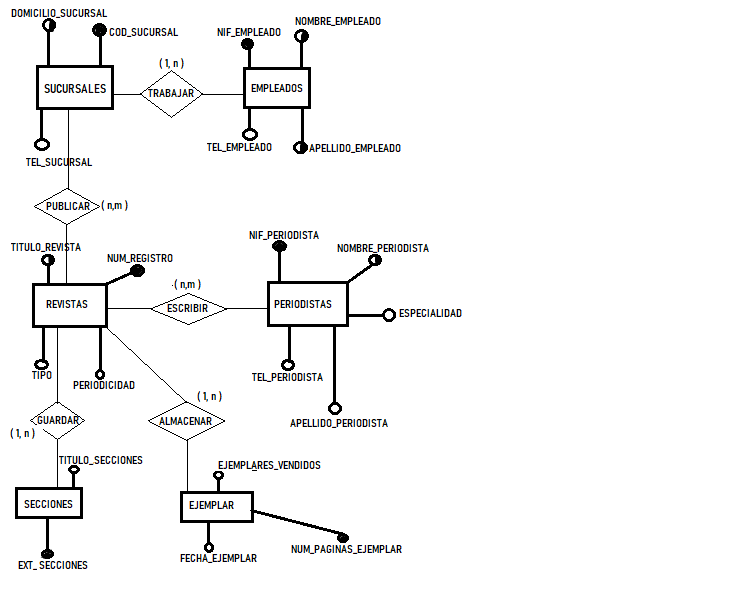 DOMICILIO_SUCURSAL
COD_SUCURSAL
NIF_EMPLEADO
NOMBRE_EMPLEADO
(1, n)
SUCURSALES
TRABAJAR
EMPLEADOS
TEL_SUCURSAL
TEL_EMPLEADO
APELLIDO_EMPLEADO
PUBLICAR
(n,m)
TITULO_REVISTA
NUM_REGISTRO
NIF_PERIODISTA
NOMBRE_PERIODISTA
(n,m)
REVISTAS
ESCRIBIR
PERIODISTAS
ESPECIALIDAD
TIPO
PERIODICIDAD
TEL_PERIODISTA
APELLIDO_PERIODISTA
(1, n)
GUARDAR
(1, n)
ALMACENAR
TITULO_SECCIONES
EJEMPLARES_VENDIDOS
SECCIONES
EJEMPLAR
EXT_ SECCIONES
FECHA_EJEMPLAR
NUM_PAGINAS_EJEMPLAR